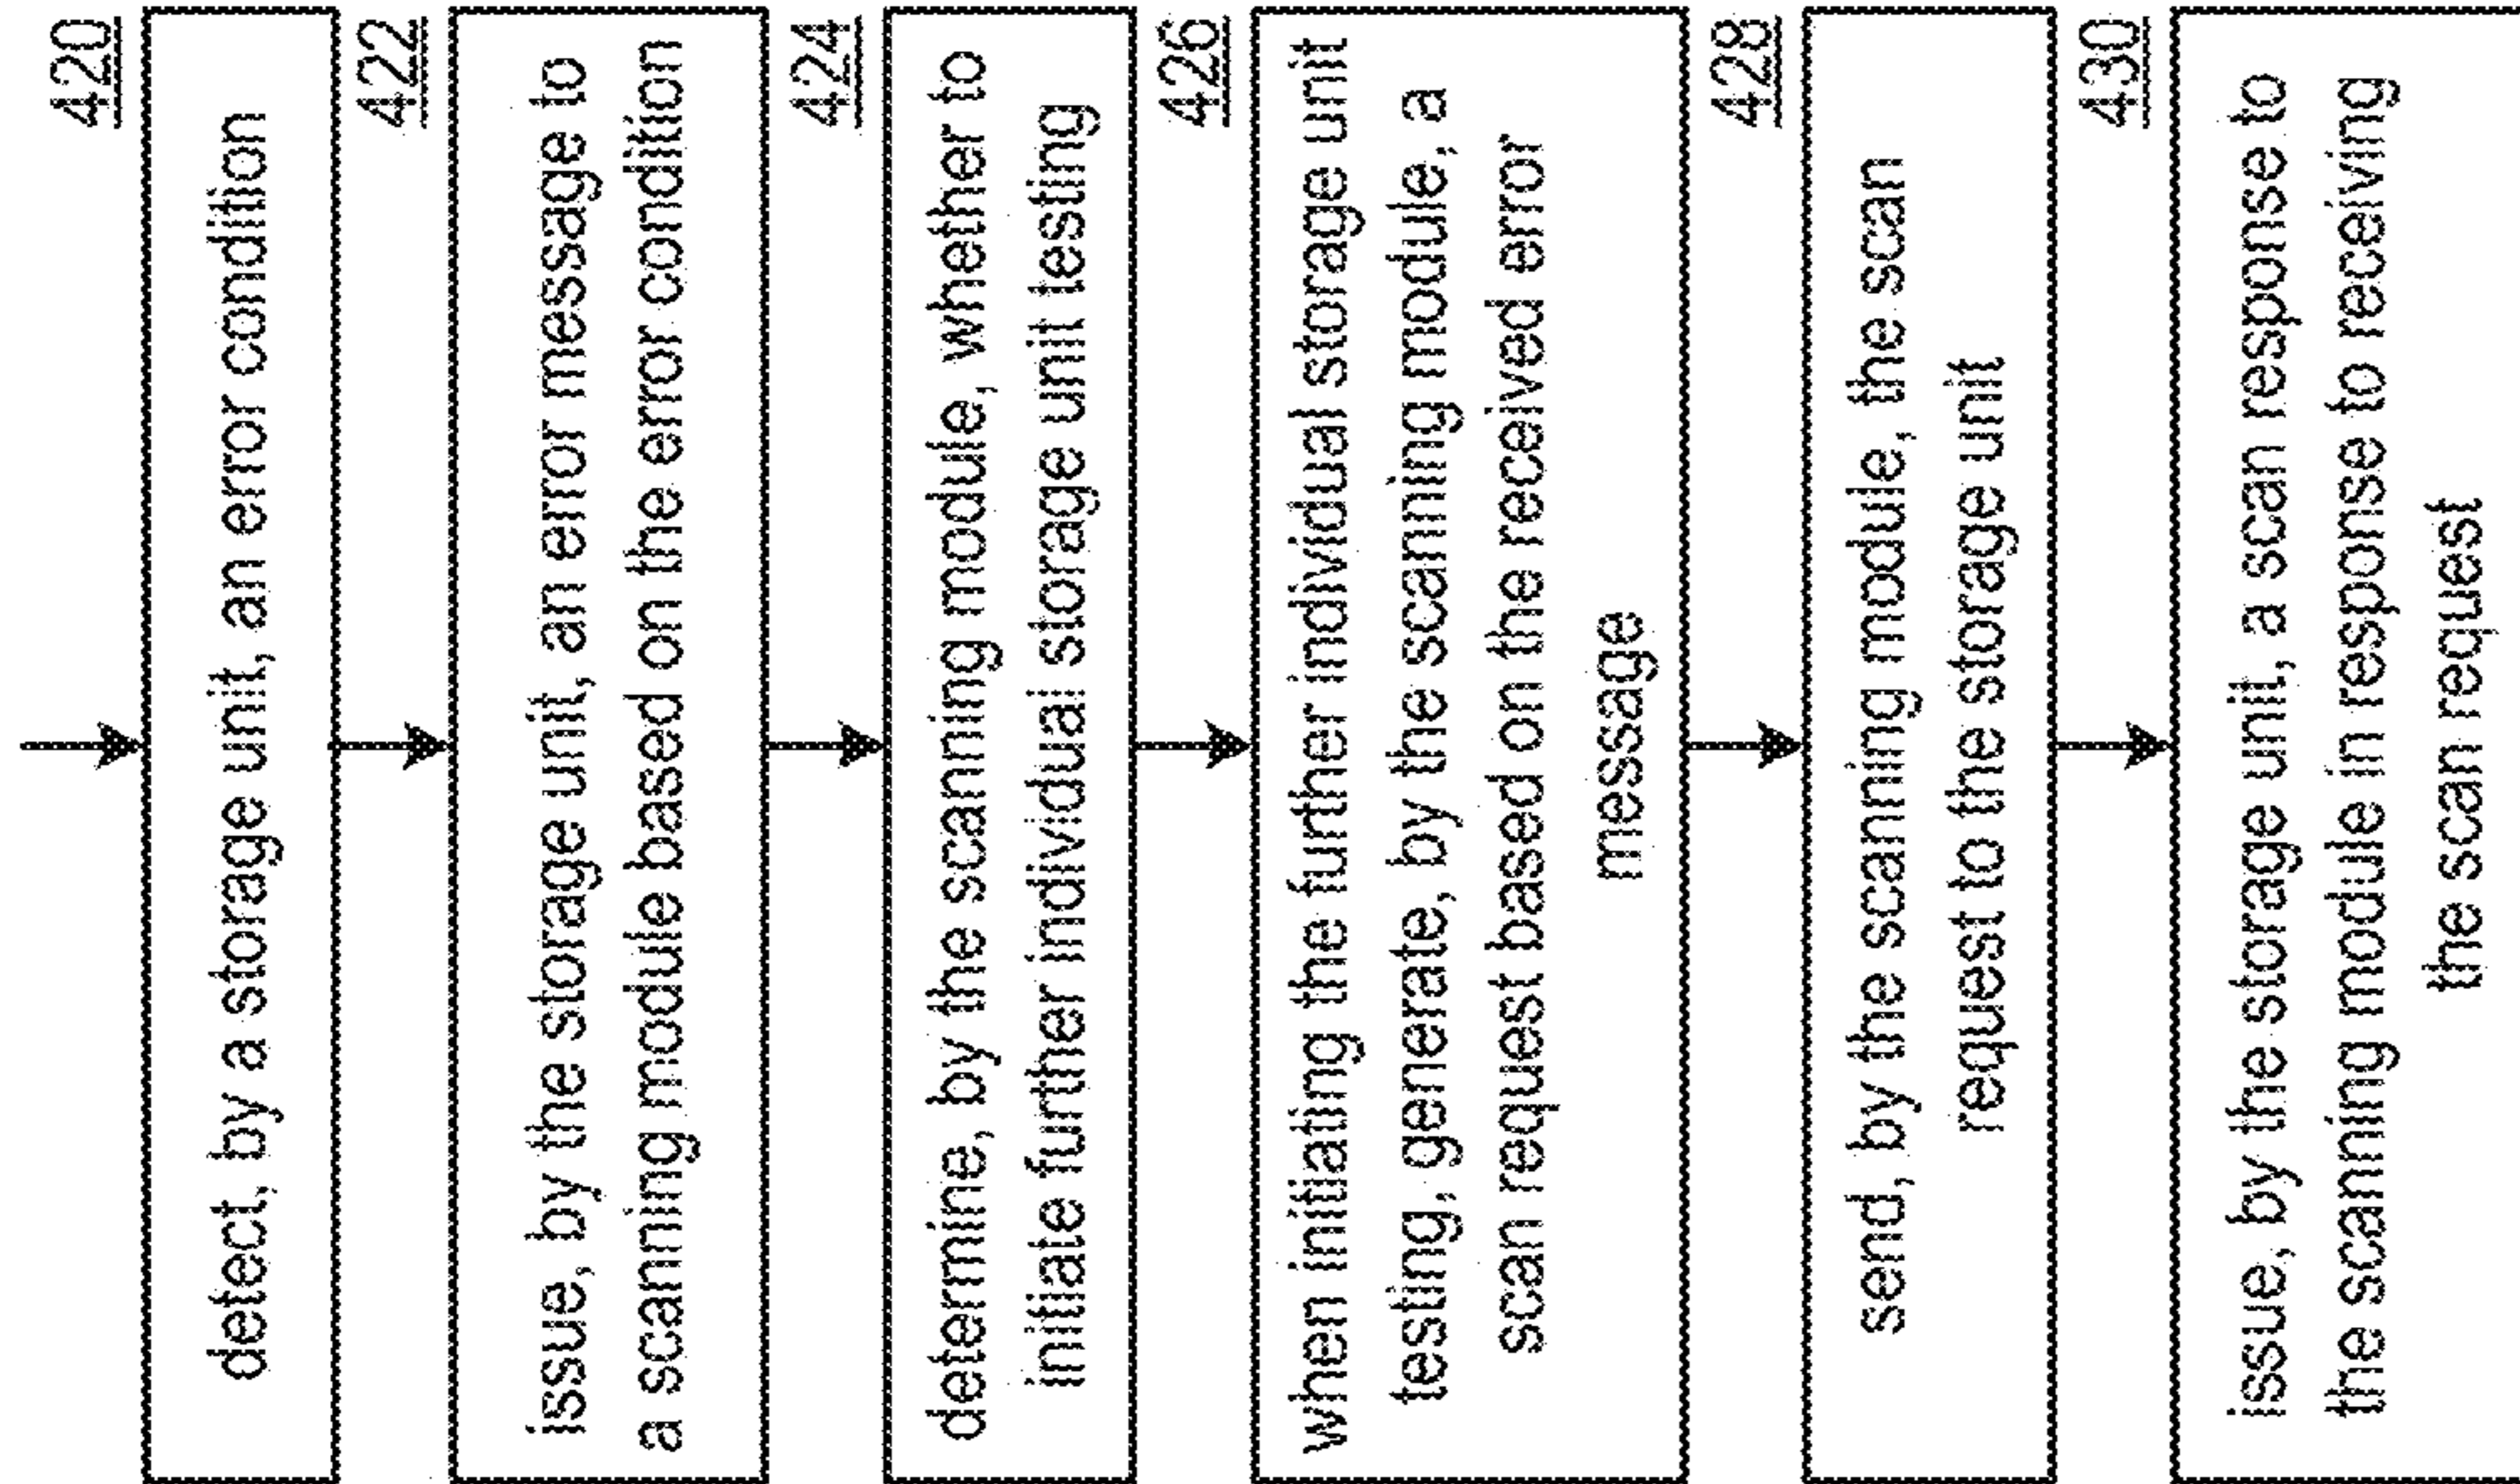 420
detect, by a storage unit, an error condition
422
issue, by the storage unit, an error message to
a scanning module based on the error condition
424
determine, by the scanning module, whether to
initiate further individual storage unit testing
426
when initiating the further individual storage unit
testing, generate, by the scanning module, a
scan request based on the received error
message
428
send, by the scanning module, the scan
request to the storage unit
430
issue, by the storage unit, a scan response to
the scanning module in response to receiving
the scan request